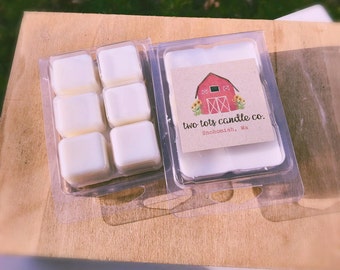 two tots candle co.
Snohomish, Wa